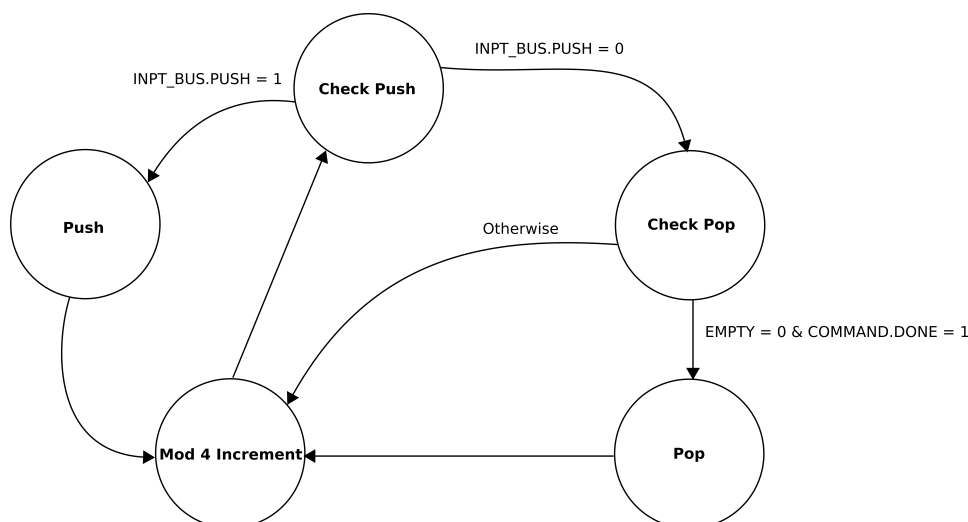 INPT_BUS.PUSH = 0
INPT_BUS.PUSH = 1
Check Push
Push
Otherwise
Check Pop
EMPTY = 0 & COMMAND.DONE = 1
Mod 4 Increment
Pop